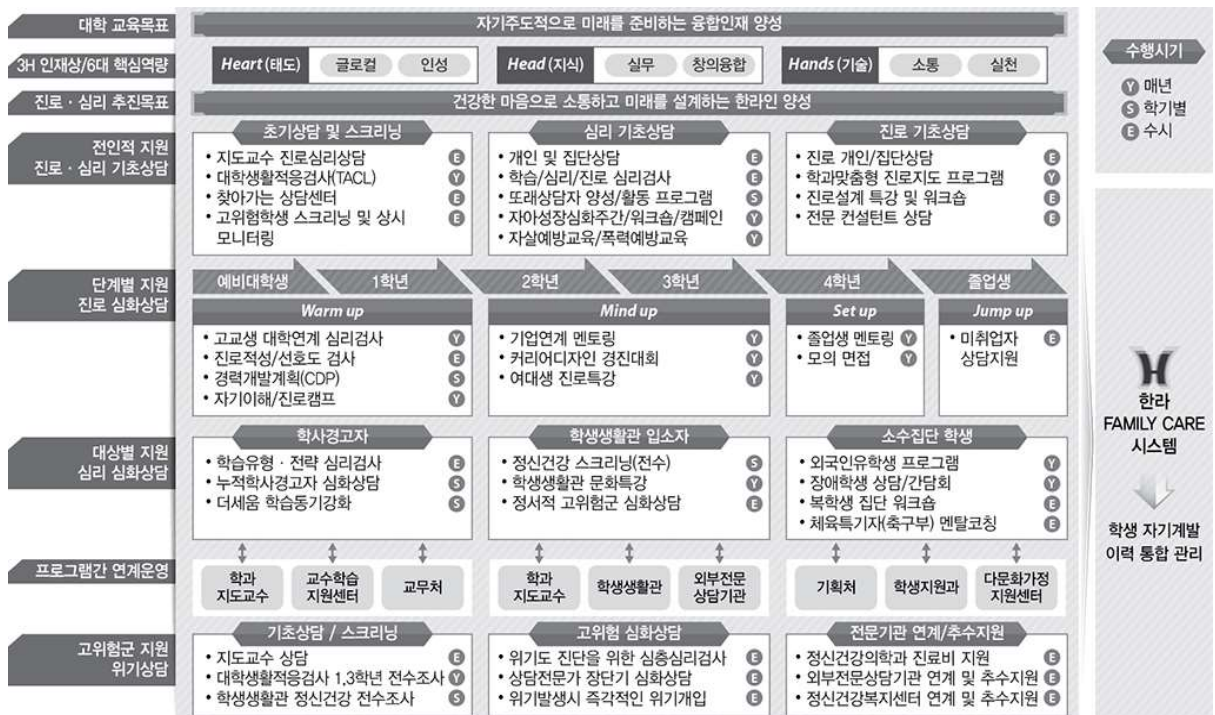 대학 교육목표
자기주도적으로 미래를 준비하는 융합인재 양성
3H 인재상/6대 핵심역량
Heart (태도) 글로컬 인성
Head (지식) 실무 창의융합
Hands (기술) 소통 실천
진로 · 심리 추진목표
건강한 마음으로 소통하고 미래를 설계하는 한라인 양성
전인적 지원
진로 · 심리 기초상담
초기상담 및 스크리닝
• 지도교수 진로심리상담 E
• 대학생활적응검사(TACL) Y
• 찾아가는 상담센터 E
• 고위험학생 스크리닝 및 상시 E
모니터링
심리 기초상담
• 개인 및 집단상담 E
• 학습/심리/진로 심리검사 E
• 또래상담자 양성/활동 프로그램 S
• 자아성장심화주간/워크숍/캠페인 Y
• 자살예방교육/폭력예방교육 Y
진로 기초상담
• 진로 개인/집단상담 E
• 학과맞춤형 진로지도 프로그램 Y
• 진로설계 특강 및 워크숍 E
• 전문 컨설턴트 상담 E
단계별 지원
진로 심화상담
예비대학생 1학년 2학년 3학년 4학년 졸업생
Warm up
• 고교생 대학연계 심리검사 Y
• 진로적성/선호도 검사 E
• 경력개발계획(CDP) S
• 자기이해/진로캠프 Y
Mind up
• 기업연계 멘토링 Y
• 커리어디자인 경진대회 Y
• 여대생 진로특강 Y
Set up
• 졸업생 멘토링 Y
• 모의 면접 Y
Jump up
• 미취업자 E
상담지원
대상별 지원
심리 심화상담
학사경고자
• 학습유형 · 전략 심리검사 E
• 누적학사경고자 심화상담 S
• 더세움 학습동기강화 S
학생생활관 입소자
• 정신건강 스크리닝(전수) S
• 학생생활관 문화특강 Y
• 정서적 고위험군 심화상담 E
소수집단 학생
• 외국인유학생 프로그램 Y
• 장애학생 상담/간담회 Y
• 복학생 집단 워크숍 E
• 체육특기자(축구부) 멘탈코칭 E
프로그램간 연계운영
학과
지도교수
교수학습
지원센터
교무처
학과
지도교수
학생생활관
외부전문
상담기관
기획처
학생지원과
다문화가정
지원센터
고위험군 지원
위기상담
기초상담 / 스크리닝
• 지도교수 상담 E
• 대학생활적응검사 1,3학년 전수조사 Y
• 학생생활관 정신건강 전수조사 S
고위험 심화상담
• 위기도 진단을 위한 심층심리검사 E
• 상담전문가 장단기 심화상담 E
• 위기발생시 즉각적인 위기개입 E
전문기관 연계/추수지원
• 정신건강의학과 진료비 지원 E
• 외부전문상담기관 연계 및 추수지원 E
• 정신건강복지센터 연계 및 추수지원 E
수행시기
Y 매년
S 학기별
E 수시
H
한라
FAMILY CARE
시스템
학생 자기계발
이력 통합 관리